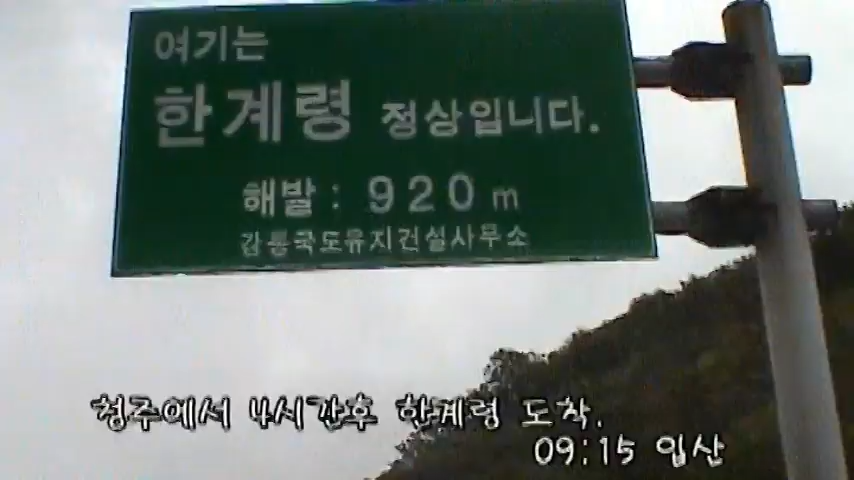 여기는
한계령 정상입니다.
해발 : 920 m
강릉국도유지건설사무소
청주에서 4시간후 한계령 도착.
09:15 입산